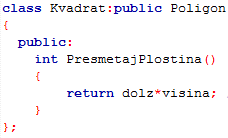 class Kvadrat:public Poligon
{
public:
int PresmetajPlostina()
{
return dolz*visina;
}
};